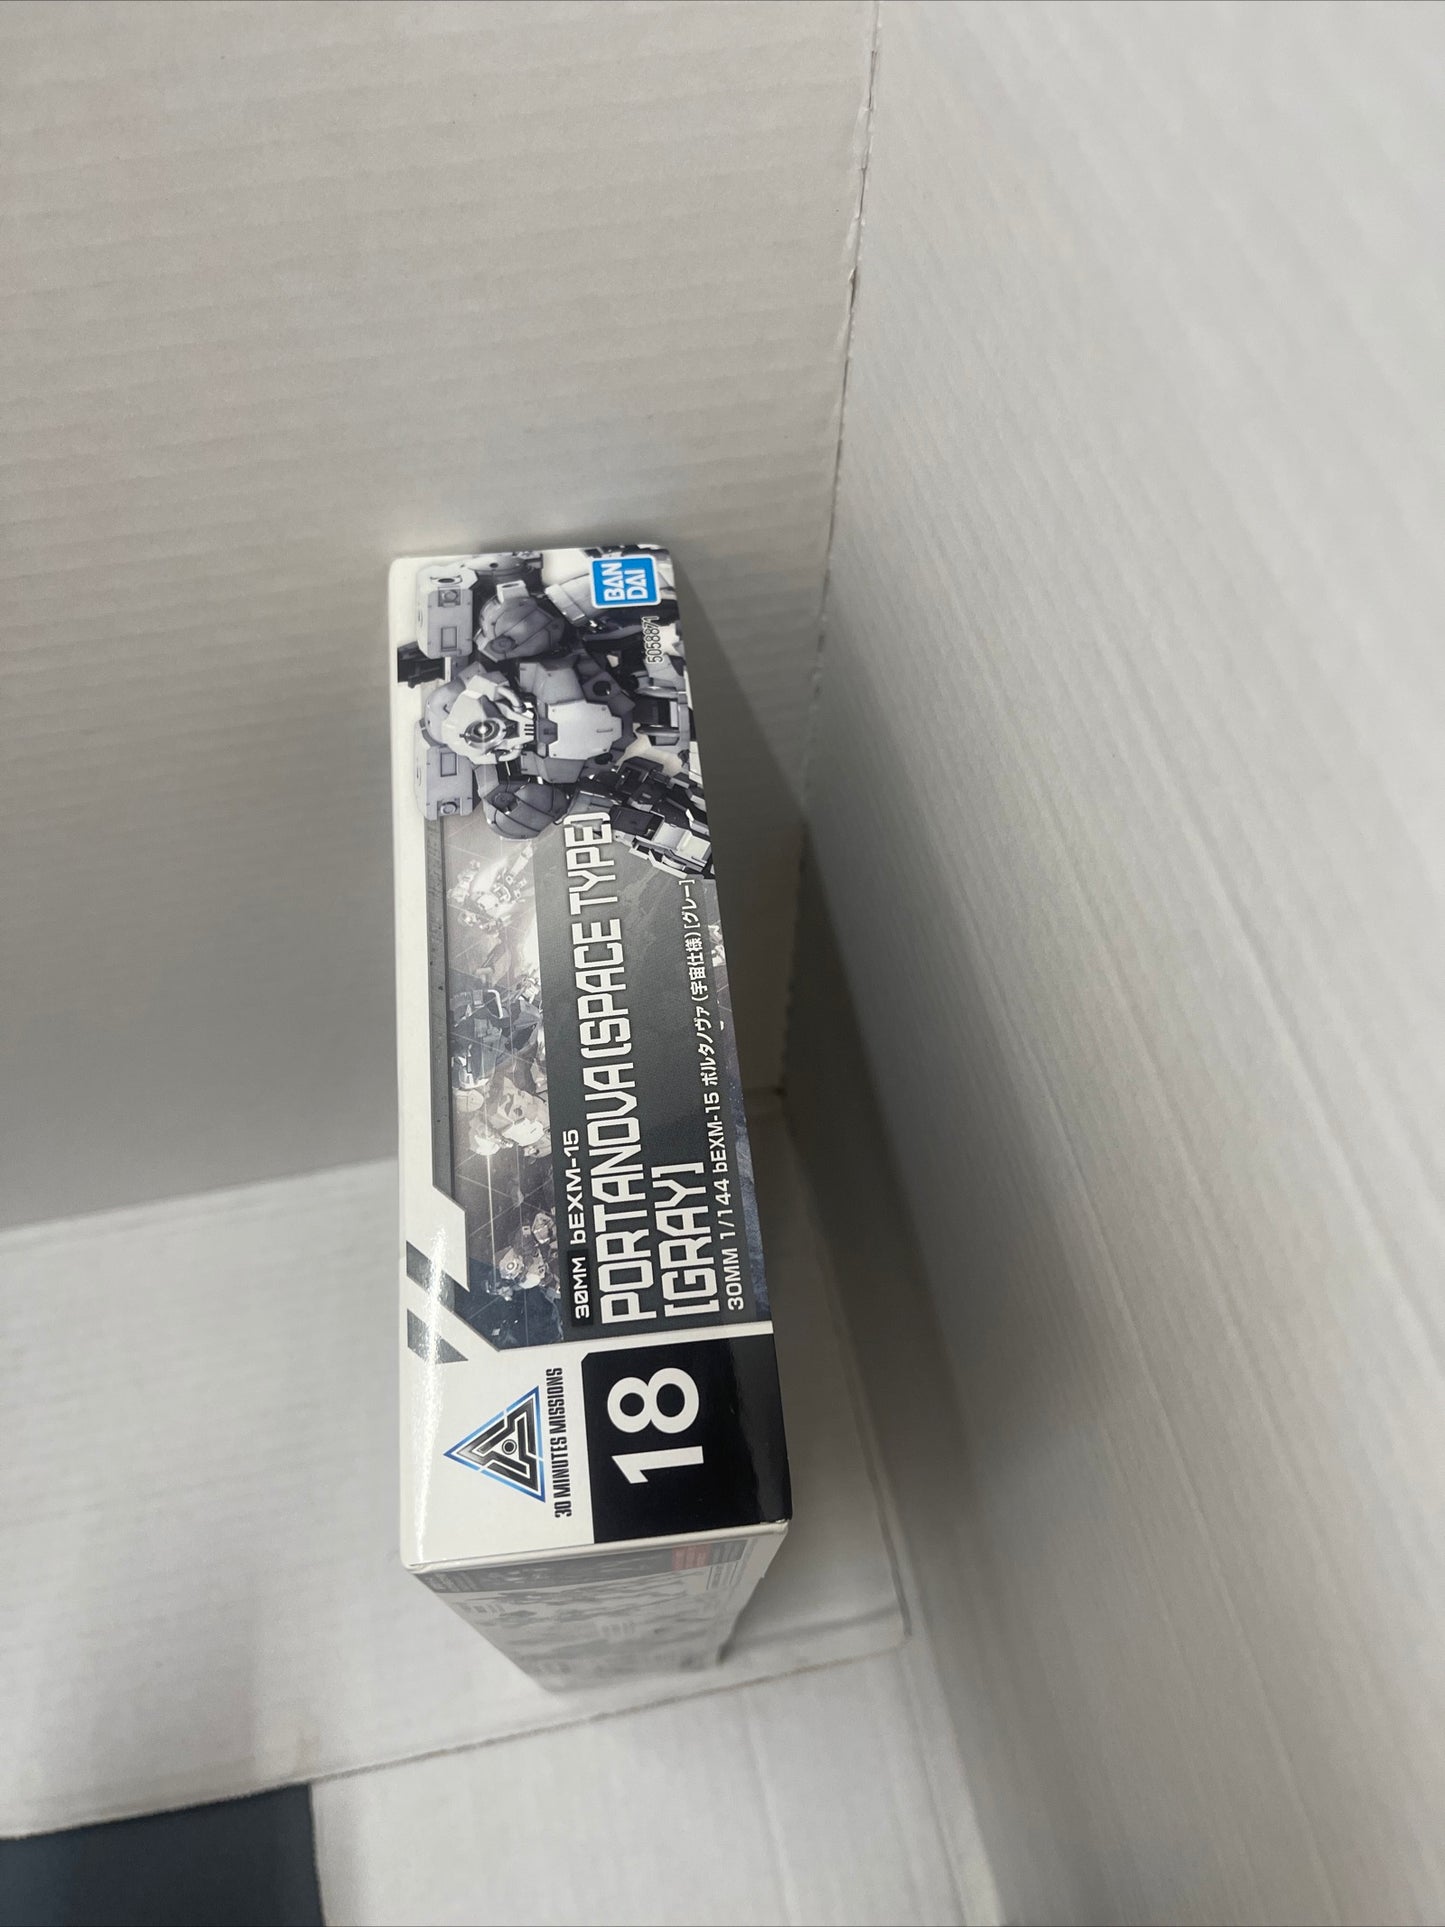 BAN
DAI
5058871
30MM bEXM-15
PORTANOVA (SPACE TYPE)
[GRAY]
30MM 1/144 bEXM-15 ポルタノヴァ (宇宙仕様) [グレー]
30 MINUTES MISSIONS
18